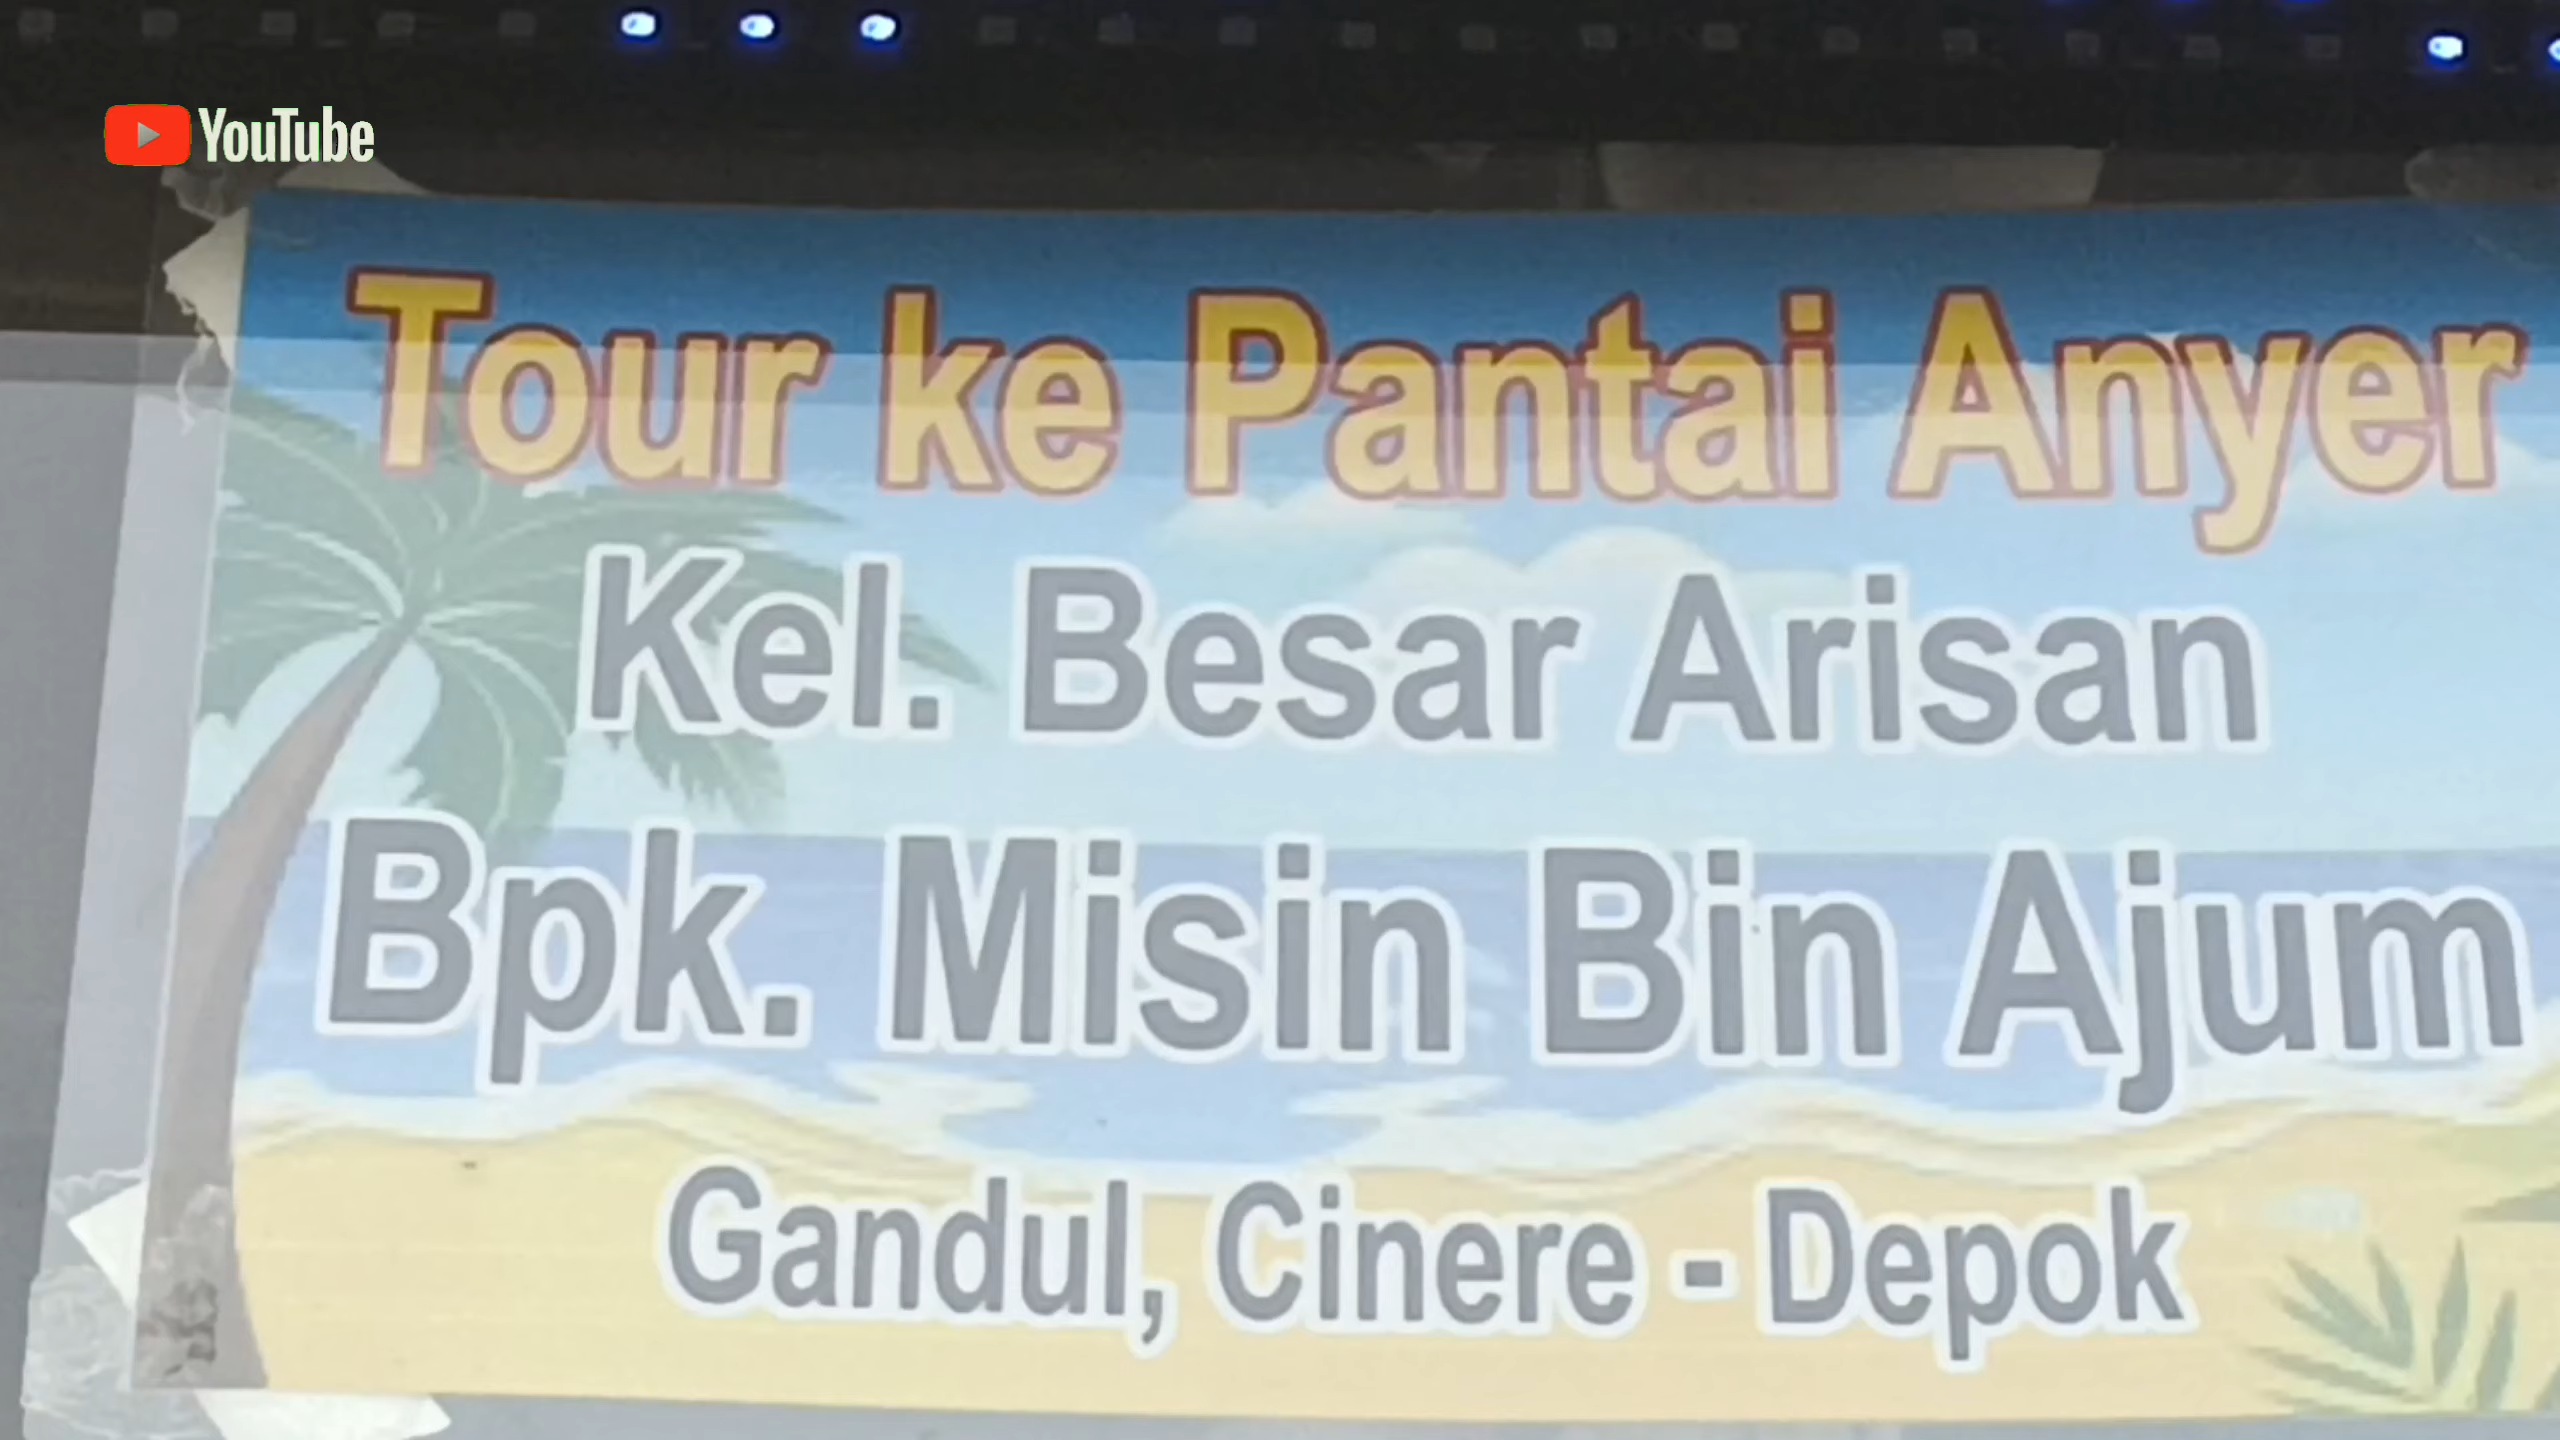 YouTube
Tour ke Pantai Anyer
Kel. Besar Arisan
Bpk. Misin Bin Ajum
Gandul, Cinere - Depok